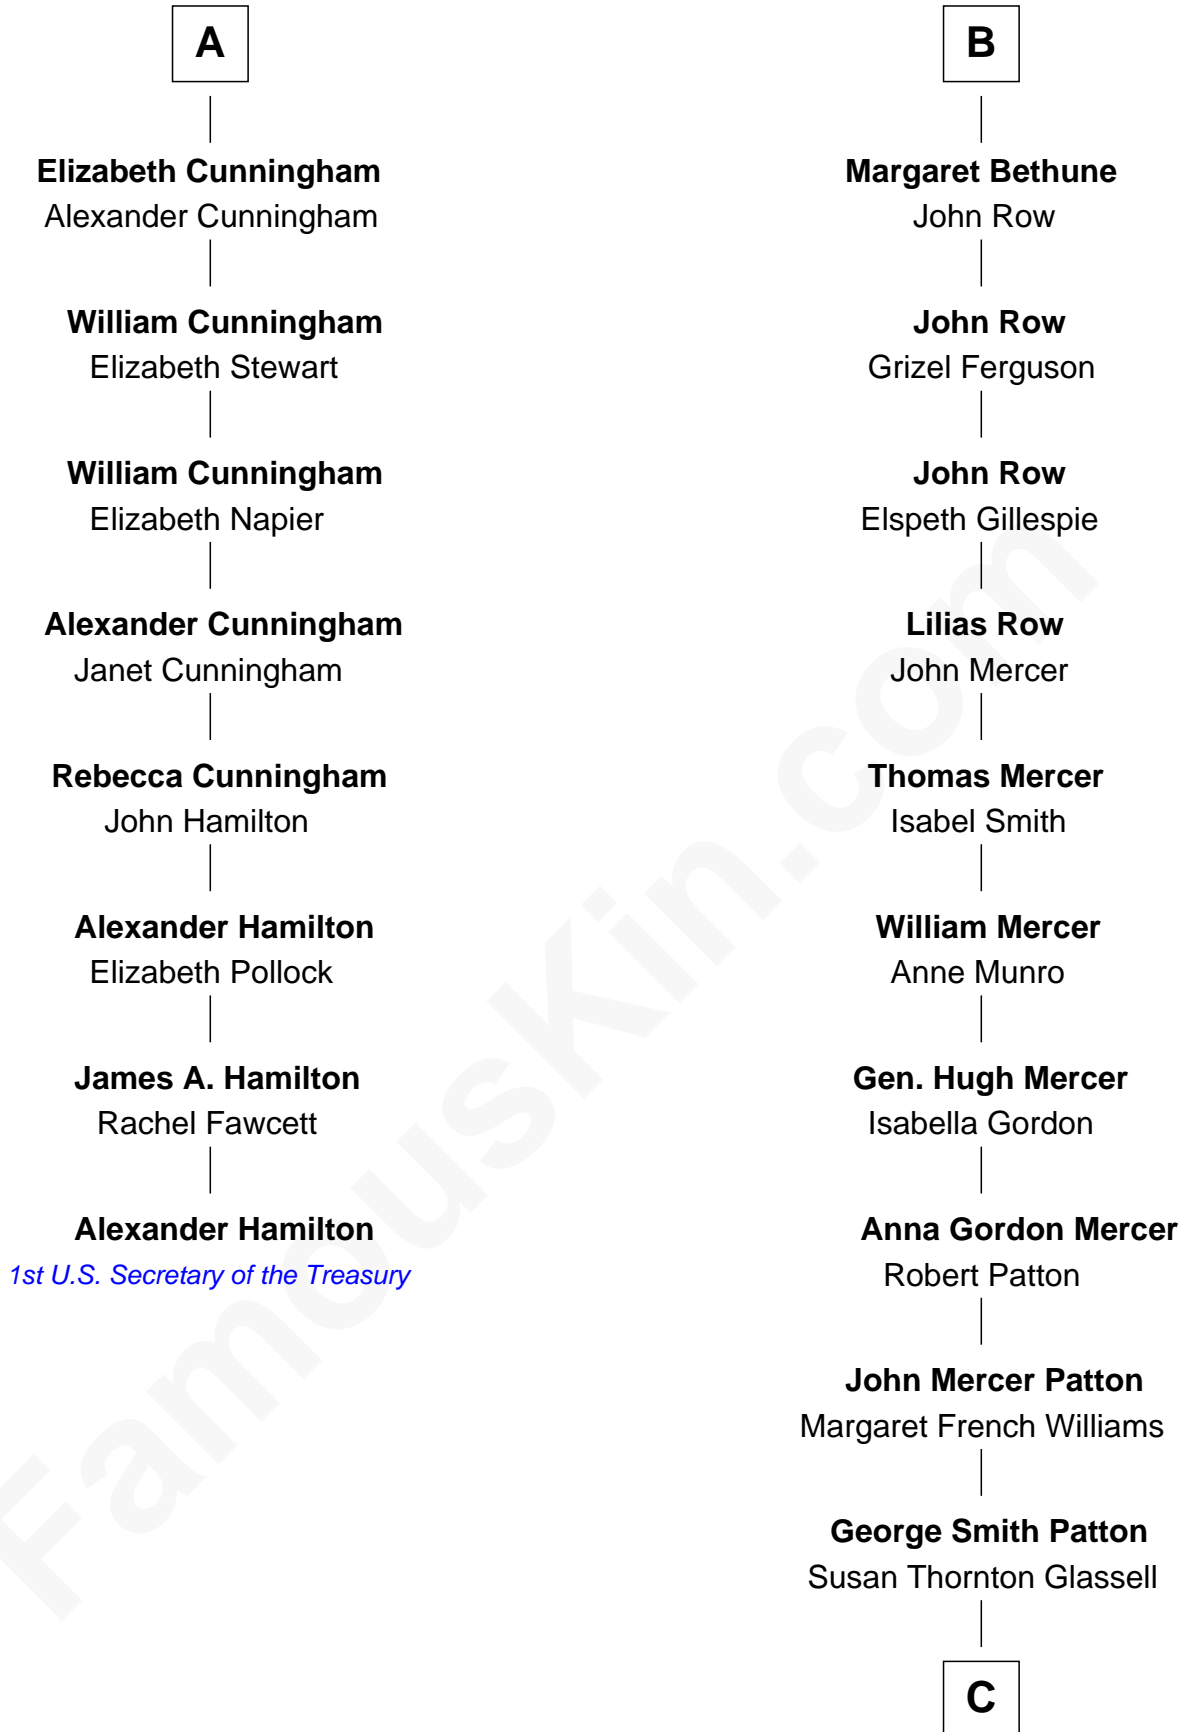 A
Elizabeth Cunningham
Alexander Cunningham
William Cunningham
Elizabeth Stewart
William Cunningham
Elizabeth Napier
Alexander Cunningham
Janet Cunningham
Rebecca Cunningham
John Hamilton
Alexander Hamilton
Elizabeth Pollock
James A. Hamilton
Rachel Fawcett
Alexander Hamilton
1st U.S. Secretary of the Treasury
B
Margaret Bethune
John Row
John Row
Grizel Ferguson
John Row
Elspeth Gillespie
Lilias Row
John Mercer
Thomas Mercer
Isabel Smith
William Mercer
Anne Munro
Gen. Hugh Mercer
Isabella Gordon
Anna Gordon Mercer
Robert Patton
John Mercer Patton
Margaret French Williams
George Smith Patton
Susan Thornton Glassell
C
FamousKin.com